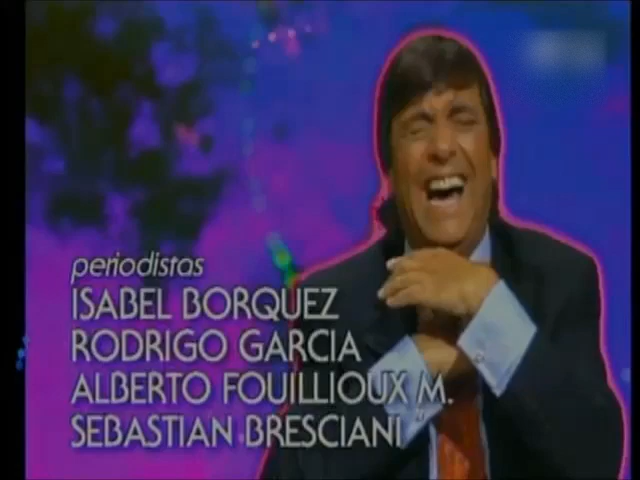 periodistas
ISABEL BORQUEZ
RODRIGO GARCIA
ALBERTO FOUILLIOUX M.
SEBASTIAN BRESCIANI